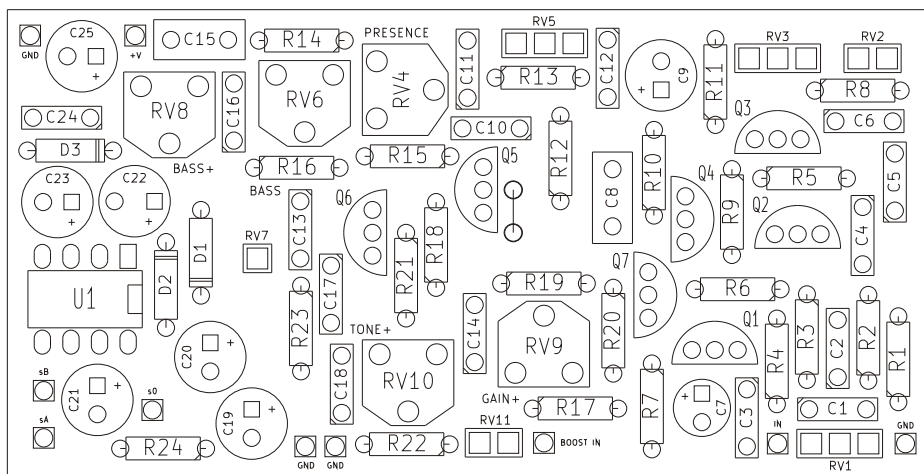 C25
GND
+V
C15
R14
PRESENCE
RV5
RV3
RV2
C11
C12
C9
R11
R13
R8
RV8
C16
RV6
RV4
C24
C10
Q3
C6
D3
BASS+
R16
R15
Q5
R12
R10
Q4
C5
C23
C22
BASS
Q6
C8
R9
R5
Q2
C13
R18
C4
D1
RV7
R21
D2
U1
C17
R19
Q7
R6
R23
TONE+
C14
RV9
R20
Q1
R3
C2
R2
R1
R4
C20
sB
C21
C18
RV10
GAIN+
R7
C7
C3
C1
s0
C19
R17
sA
R24
GND
GND
R22
RV11
BOOST IN
IN
RV1
GND